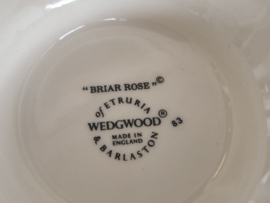 "BRIAR ROSE"©
of ETRURIA
WEDGWOOD®
MADE IN
ENGLAND
& BARLASTON
83